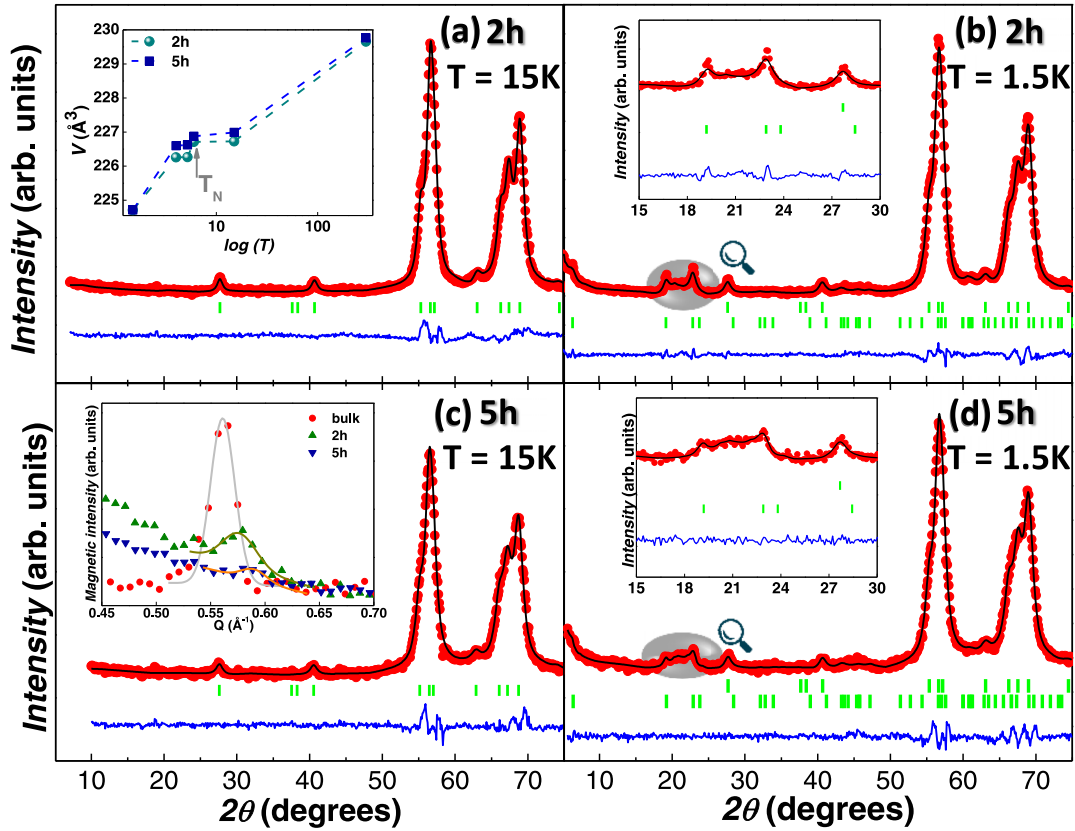 (a) 2h
T = 15K
Intensity (arb. units)
230
229
228
227
226
225
V (Å³)
2h
5h
T_N
10
100
log (T)
(b) 2h
T = 1.5K
Intensity (arb. units)
15 18 21 24 27 30
(c) 5h
T = 15K
Intensity (arb. units)
Magnetic intensity (arb. units)
bulk
2h
5h
0.45 0.50 0.55 0.60 0.65 0.70
Q (Å⁻¹)
10 20 30 40 50 60 70
2θ (degrees)
(d) 5h
T = 1.5K
Intensity (arb. units)
15 18 21 24 27 30
10 20 30 40 50 60 70
2θ (degrees)